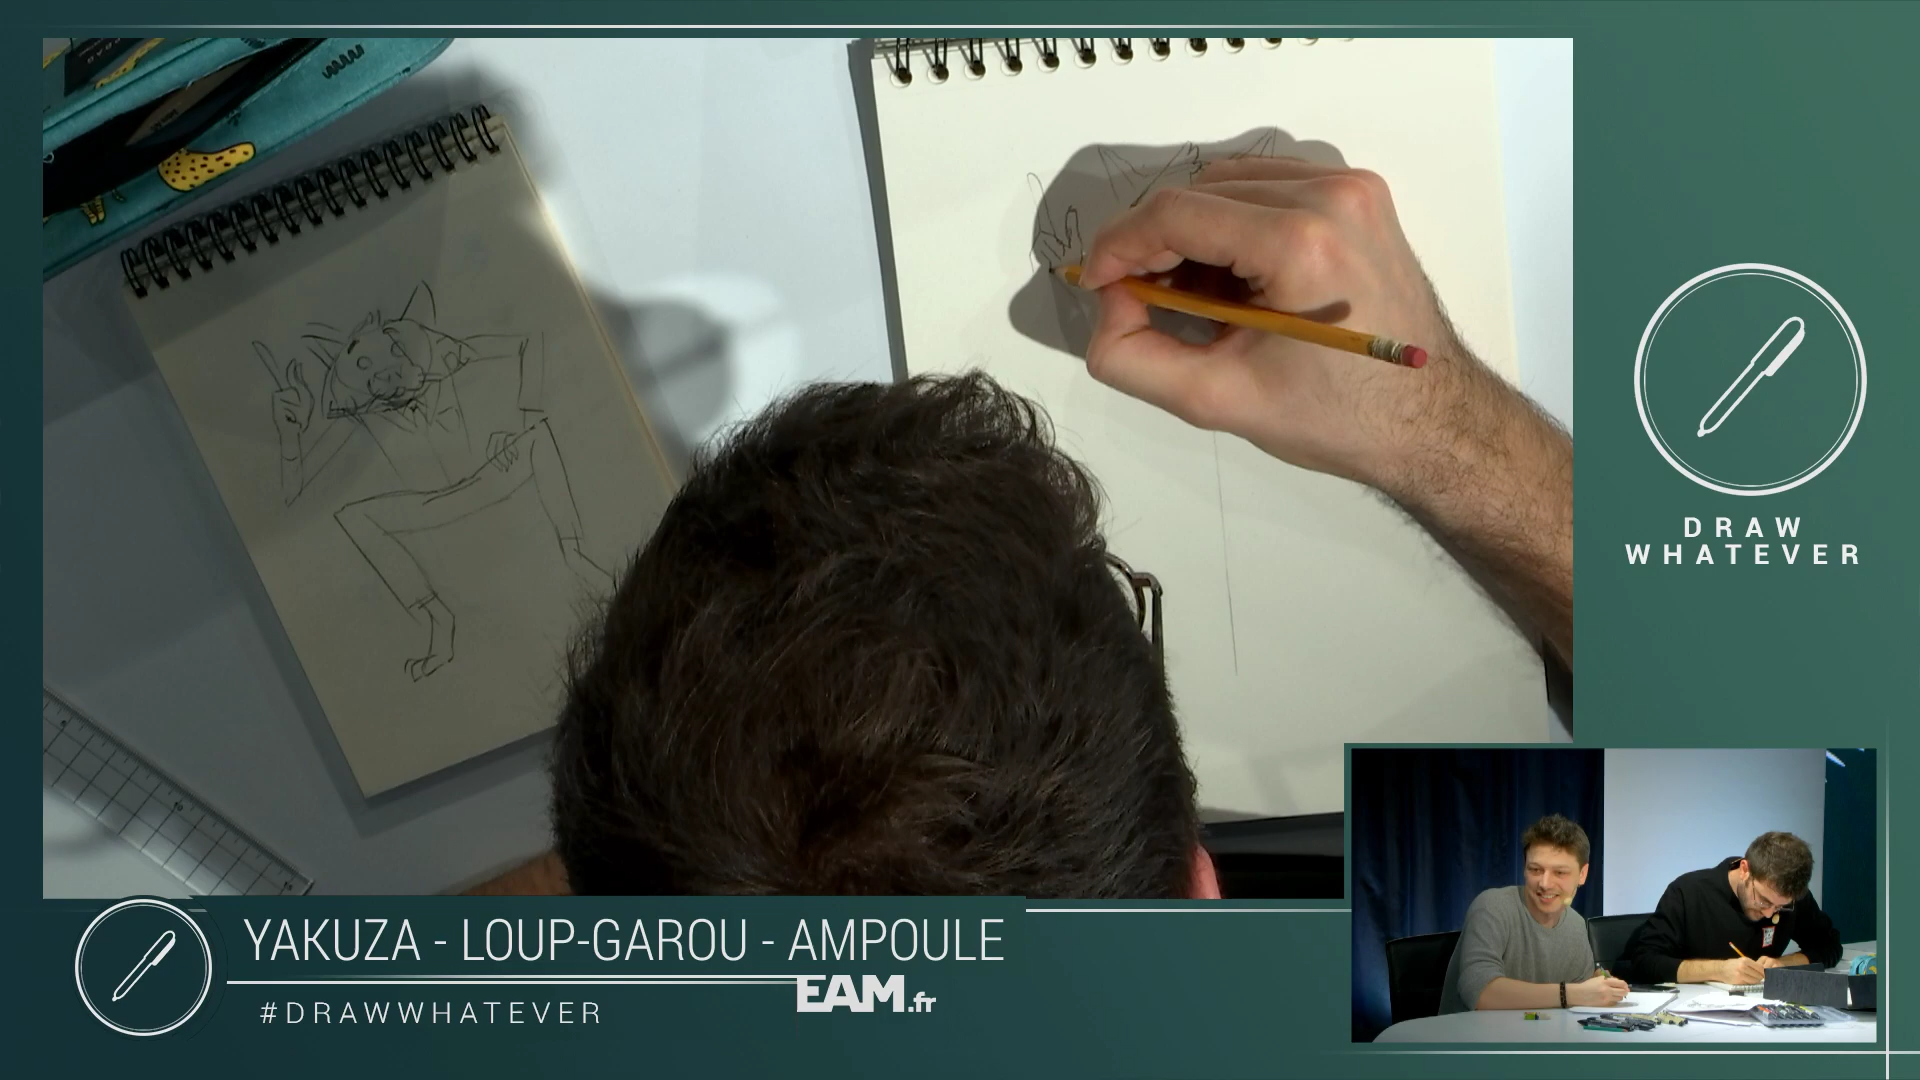 DRAW
WHATEVER
YAKUZA - LOUP-GAROU - AMPOULE
EAM.fr
#DRAWWHATEVER